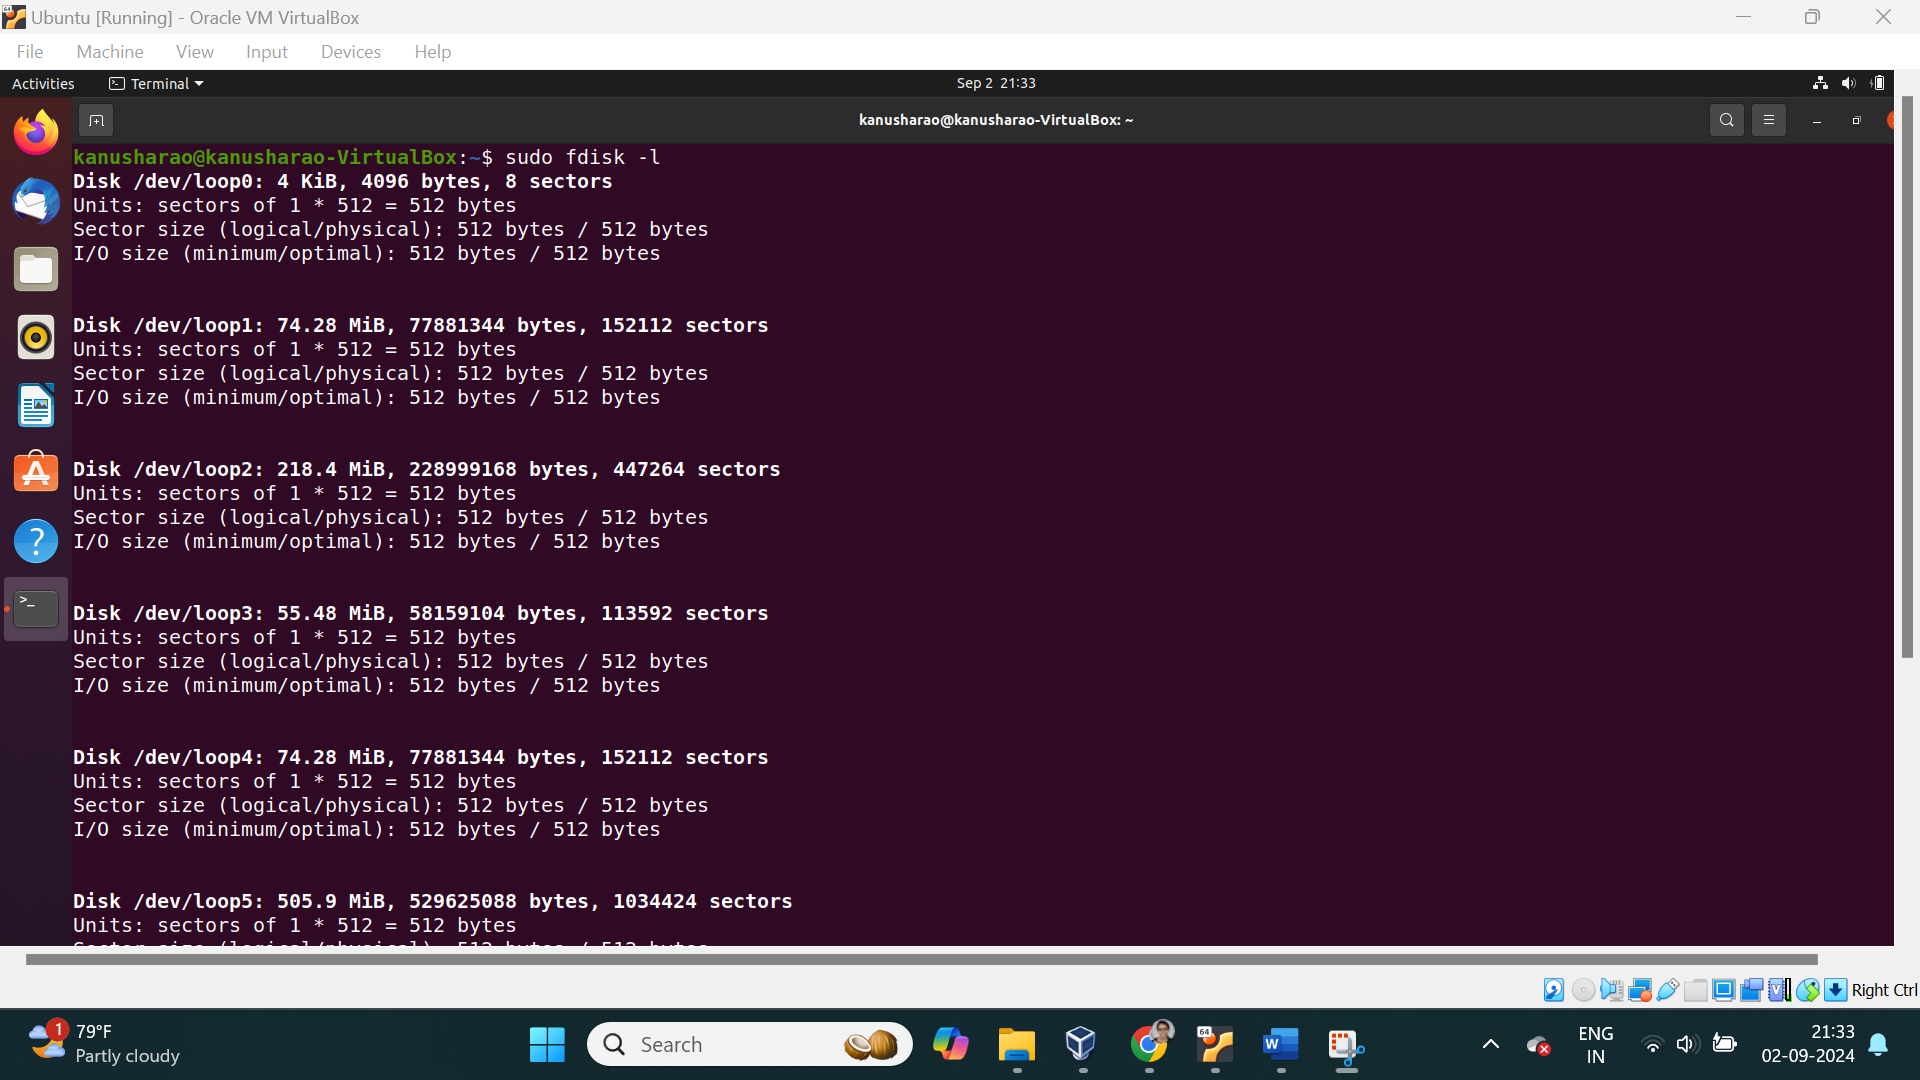 Ubuntu [Running] - Oracle VM VirtualBox
File Machine View Input Devices Help
Activities Terminal Sep 2 21:33
kanusharao@kanusharao-VirtualBox: ~
kanusharao@kanusharao-VirtualBox:~$ sudo fdisk -l
Disk /dev/loop0: 4 KiB, 4096 bytes, 8 sectors
Units: sectors of 1 * 512 = 512 bytes
Sector size (logical/physical): 512 bytes / 512 bytes
I/O size (minimum/optimal): 512 bytes / 512 bytes
Disk /dev/loop1: 74.28 MiB, 77881344 bytes, 152112 sectors
Units: sectors of 1 * 512 = 512 bytes
Sector size (logical/physical): 512 bytes / 512 bytes
I/O size (minimum/optimal): 512 bytes / 512 bytes
Disk /dev/loop2: 218.4 MiB, 228999168 bytes, 447264 sectors
Units: sectors of 1 * 512 = 512 bytes
Sector size (logical/physical): 512 bytes / 512 bytes
I/O size (minimum/optimal): 512 bytes / 512 bytes
Disk /dev/loop3: 55.48 MiB, 58159104 bytes, 113592 sectors
Units: sectors of 1 * 512 = 512 bytes
Sector size (logical/physical): 512 bytes / 512 bytes
I/O size (minimum/optimal): 512 bytes / 512 bytes
Disk /dev/loop4: 74.28 MiB, 77881344 bytes, 152112 sectors
Units: sectors of 1 * 512 = 512 bytes
Sector size (logical/physical): 512 bytes / 512 bytes
I/O size (minimum/optimal): 512 bytes / 512 bytes
Disk /dev/loop5: 505.9 MiB, 529625088 bytes, 1034424 sectors
Units: sectors of 1 * 512 = 512 bytes
Sector size (logical/physical): 512 bytes / 512 bytes
Right Ctrl
1 79°F
Partly cloudy
Search
64
ENG
IN
21:33
02-09-2024